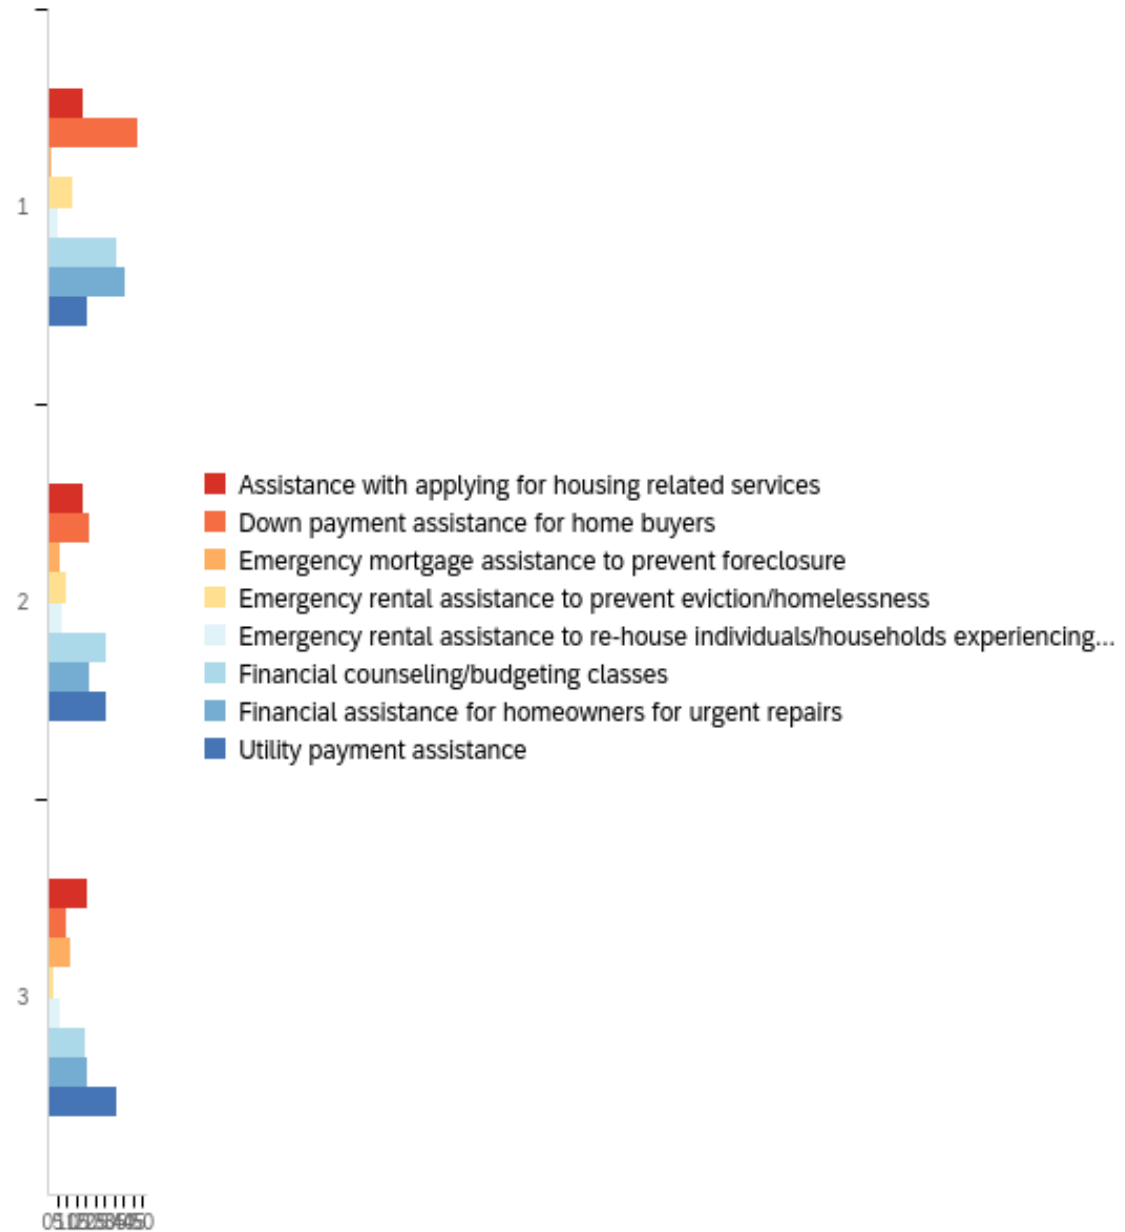 1
2
3
Assistance with applying for housing related services
Down payment assistance for home buyers
Emergency mortgage assistance to prevent foreclosure
Emergency rental assistance to prevent eviction/homelessness
Emergency rental assistance to re-house individuals/households experiencing...
Financial counseling/budgeting classes
Financial assistance for homeowners for urgent repairs
Utility payment assistance